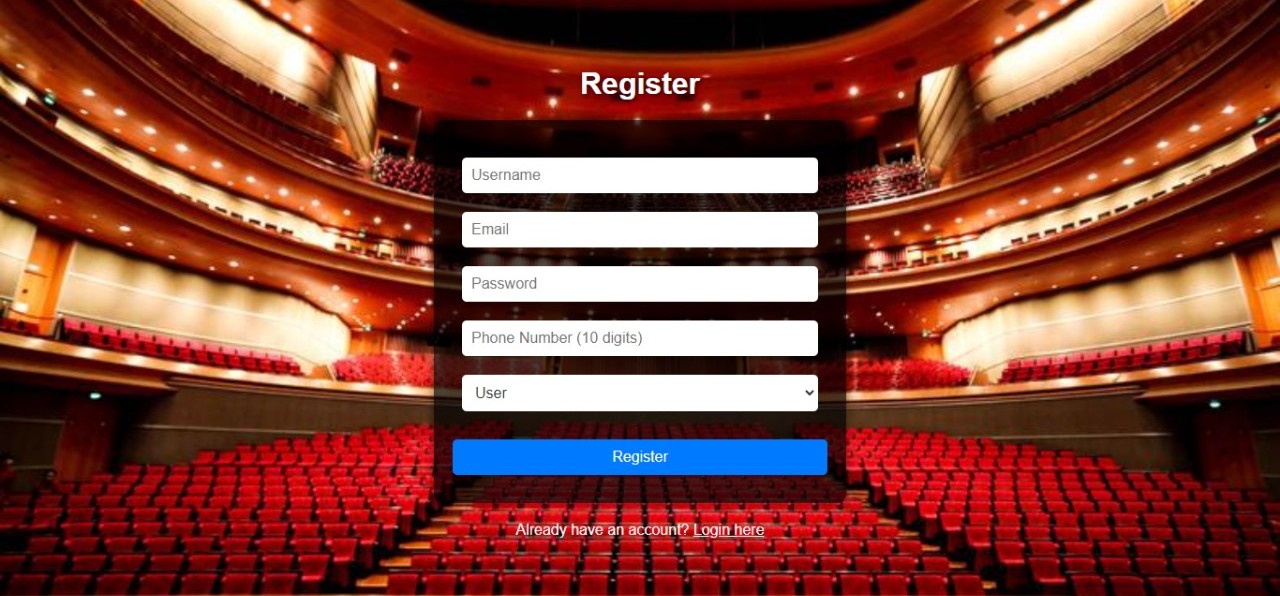 Register
Username
Email
Password
Phone Number (10 digits)
User
Register
Already have an account? Login here